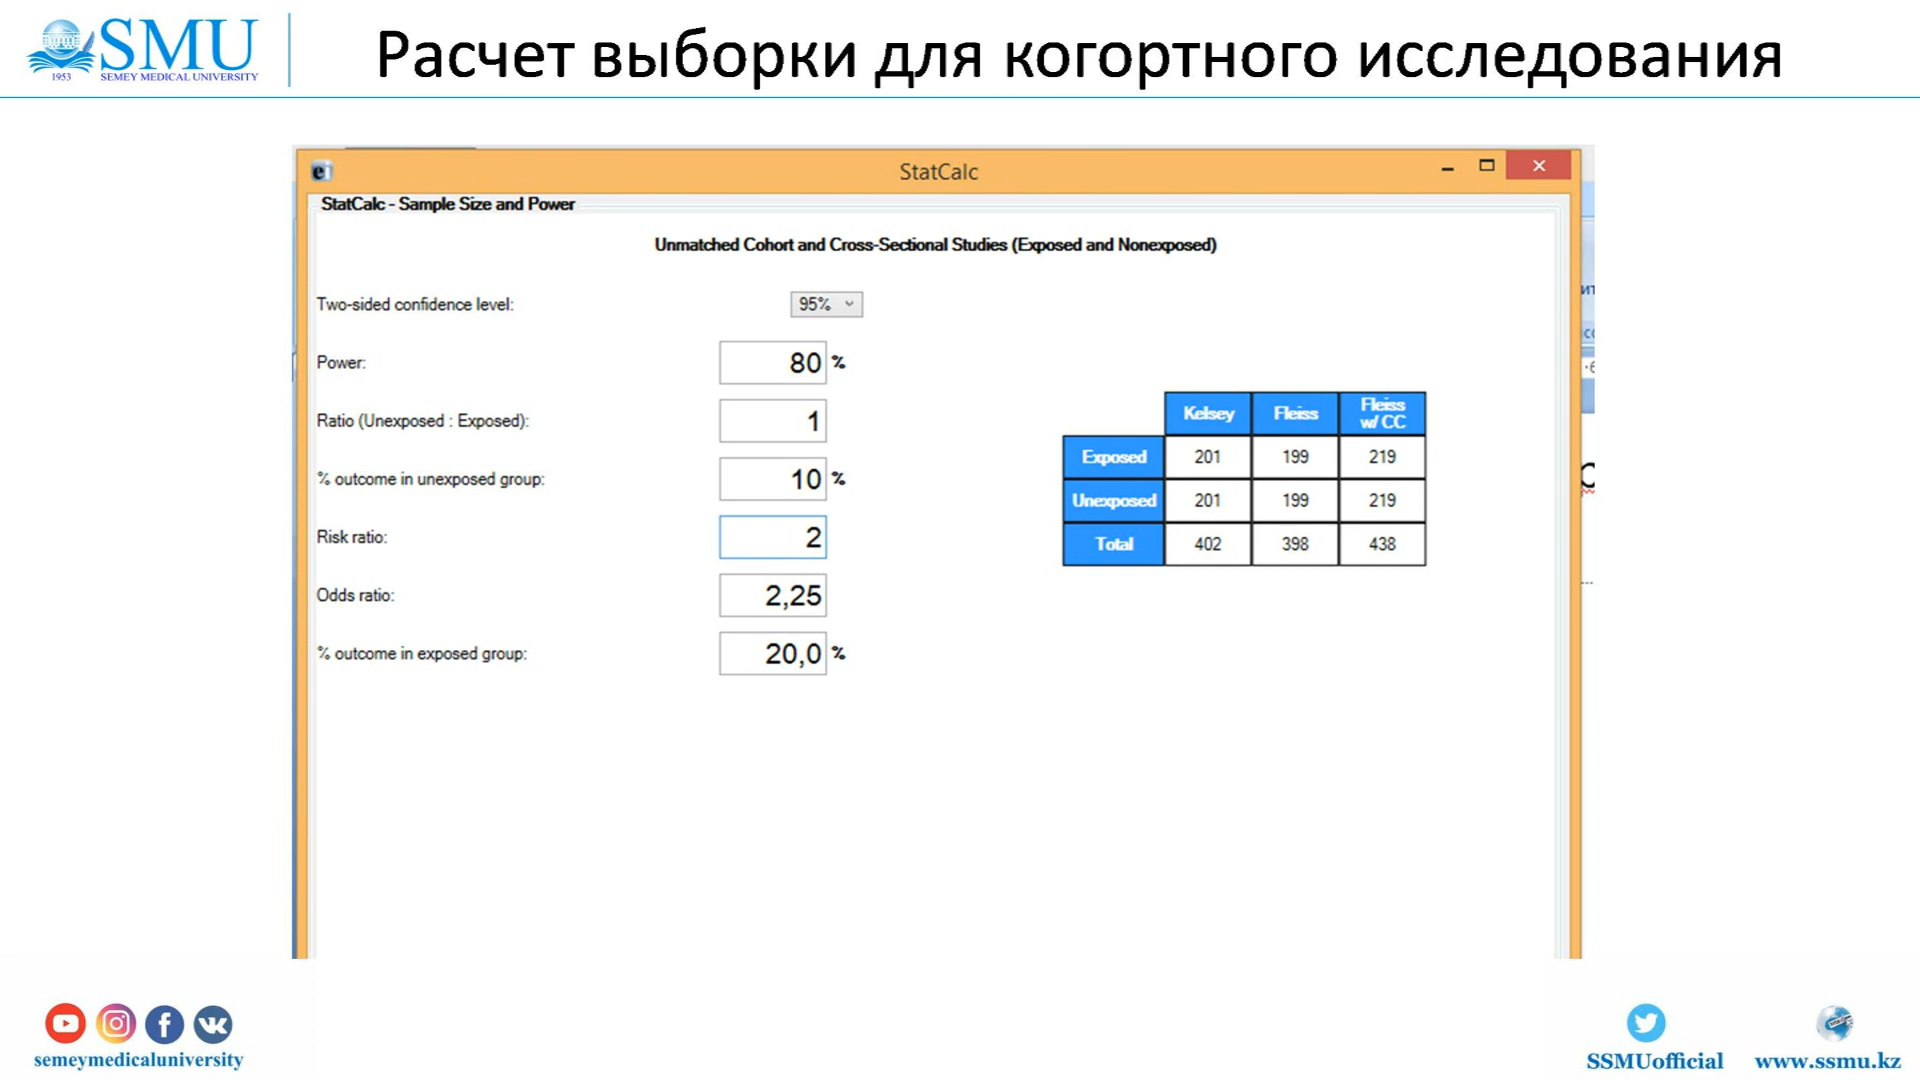 SMU
1953 SEMEY MEDICAL UNIVERSITY
Расчет выборки для когортного исследования
StatCalc
StatCalc - Sample Size and Power
Unmatched Cohort and Cross-Sectional Studies (Exposed and Nonexposed)
Two-sided confidence level: 95%
Power: 80 %
Ratio (Unexposed : Exposed): 1
% outcome in unexposed group: 10 %
Risk ratio: 2
Odds ratio: 2,25
% outcome in exposed group: 20,0 %
Kelsey Fleiss Fleiss w/ CC
Exposed 201 199 219
Unexposed 201 199 219
Total 402 398 438
semeymedicaluniversity
SSMUofficial
www.ssmu.kz